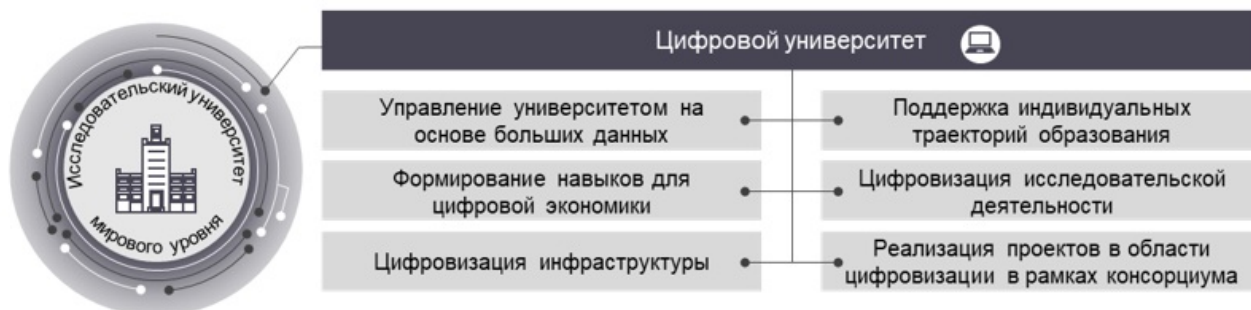 Исследовательский университет
мирового уровня
Цифровой университет
Управление университетом на
основе больших данных
Поддержка индивидуальных
траекторий образования
Формирование навыков для
цифровой экономики
Цифровизация исследовательской
деятельности
Цифровизация инфраструктуры
Реализация проектов в области
цифровизации в рамках консорциума